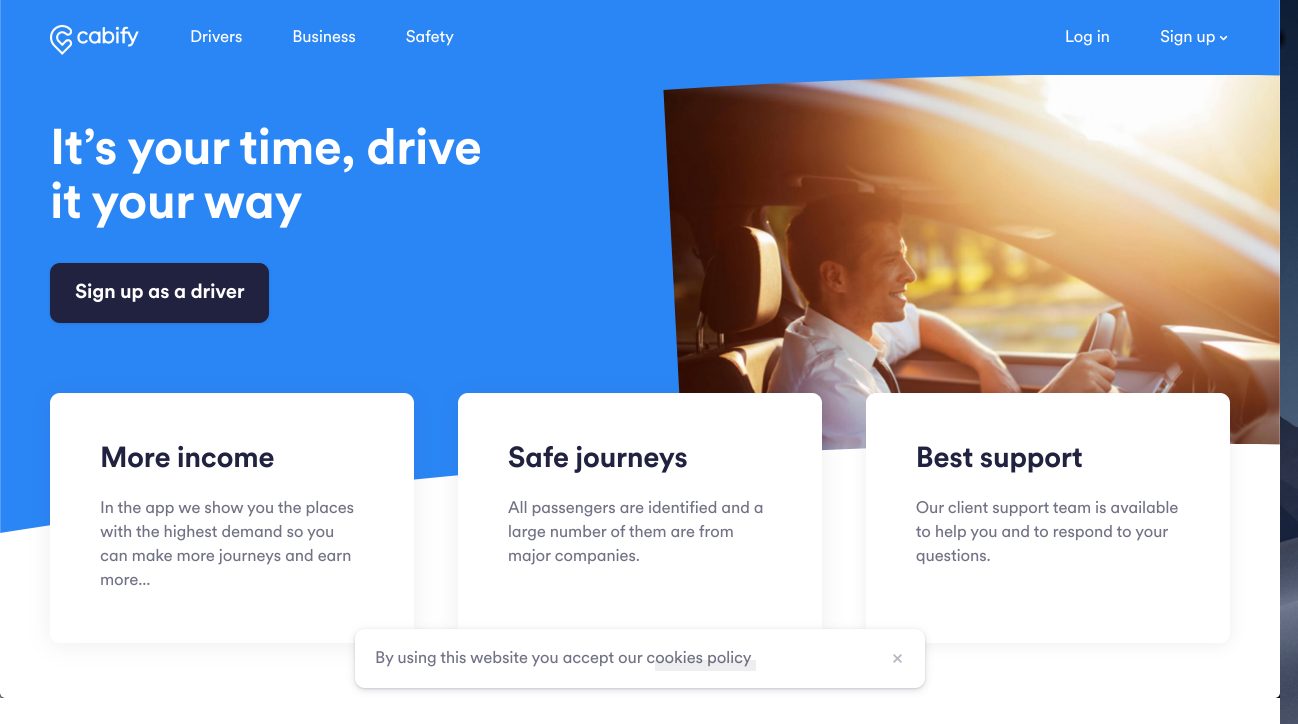 cabify
Drivers
Business
Safety
Log in
Sign up
It’s your time, drive
it your way
Sign up as a driver
More income
In the app we show you the places
with the highest demand so you
can make more journeys and earn
more...
Safe journeys
All passengers are identified and a
large number of them are from
major companies.
Best support
Our client support team is available
to help you and to respond to your
questions.
By using this website you accept our cookies policy